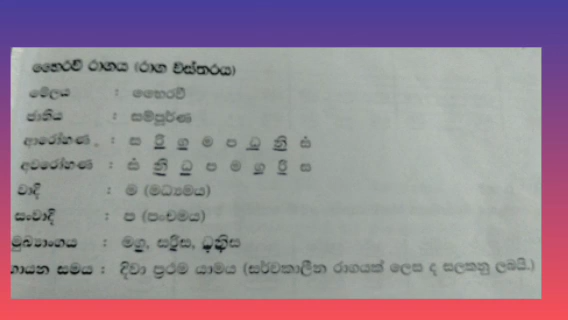 භෛරවී රාගය (රාග විස්තරය)
මේලය : භෛරවී
ජාතිය : සම්පූර්ණ
ආරෝහණ : ස රි̲ ග̲ ම ප ධ̲ නි̲ සं
අවරෝහණ : සं නි̲ ධ̲ ප ම ග̲ රි̲ ස
වාදී : ම (මධ්‍යමය)
සංවාදී : ප (පංචමය)
මුඛ්‍යාංගය : මග̲, සරි̲ස, ධ̣̲නි̣̲ස
ගායන සමය : දිවා ප්‍රථම යාමය (සර්වකාලීන රාගයක් ලෙස ද සලකනු ලබයි.)